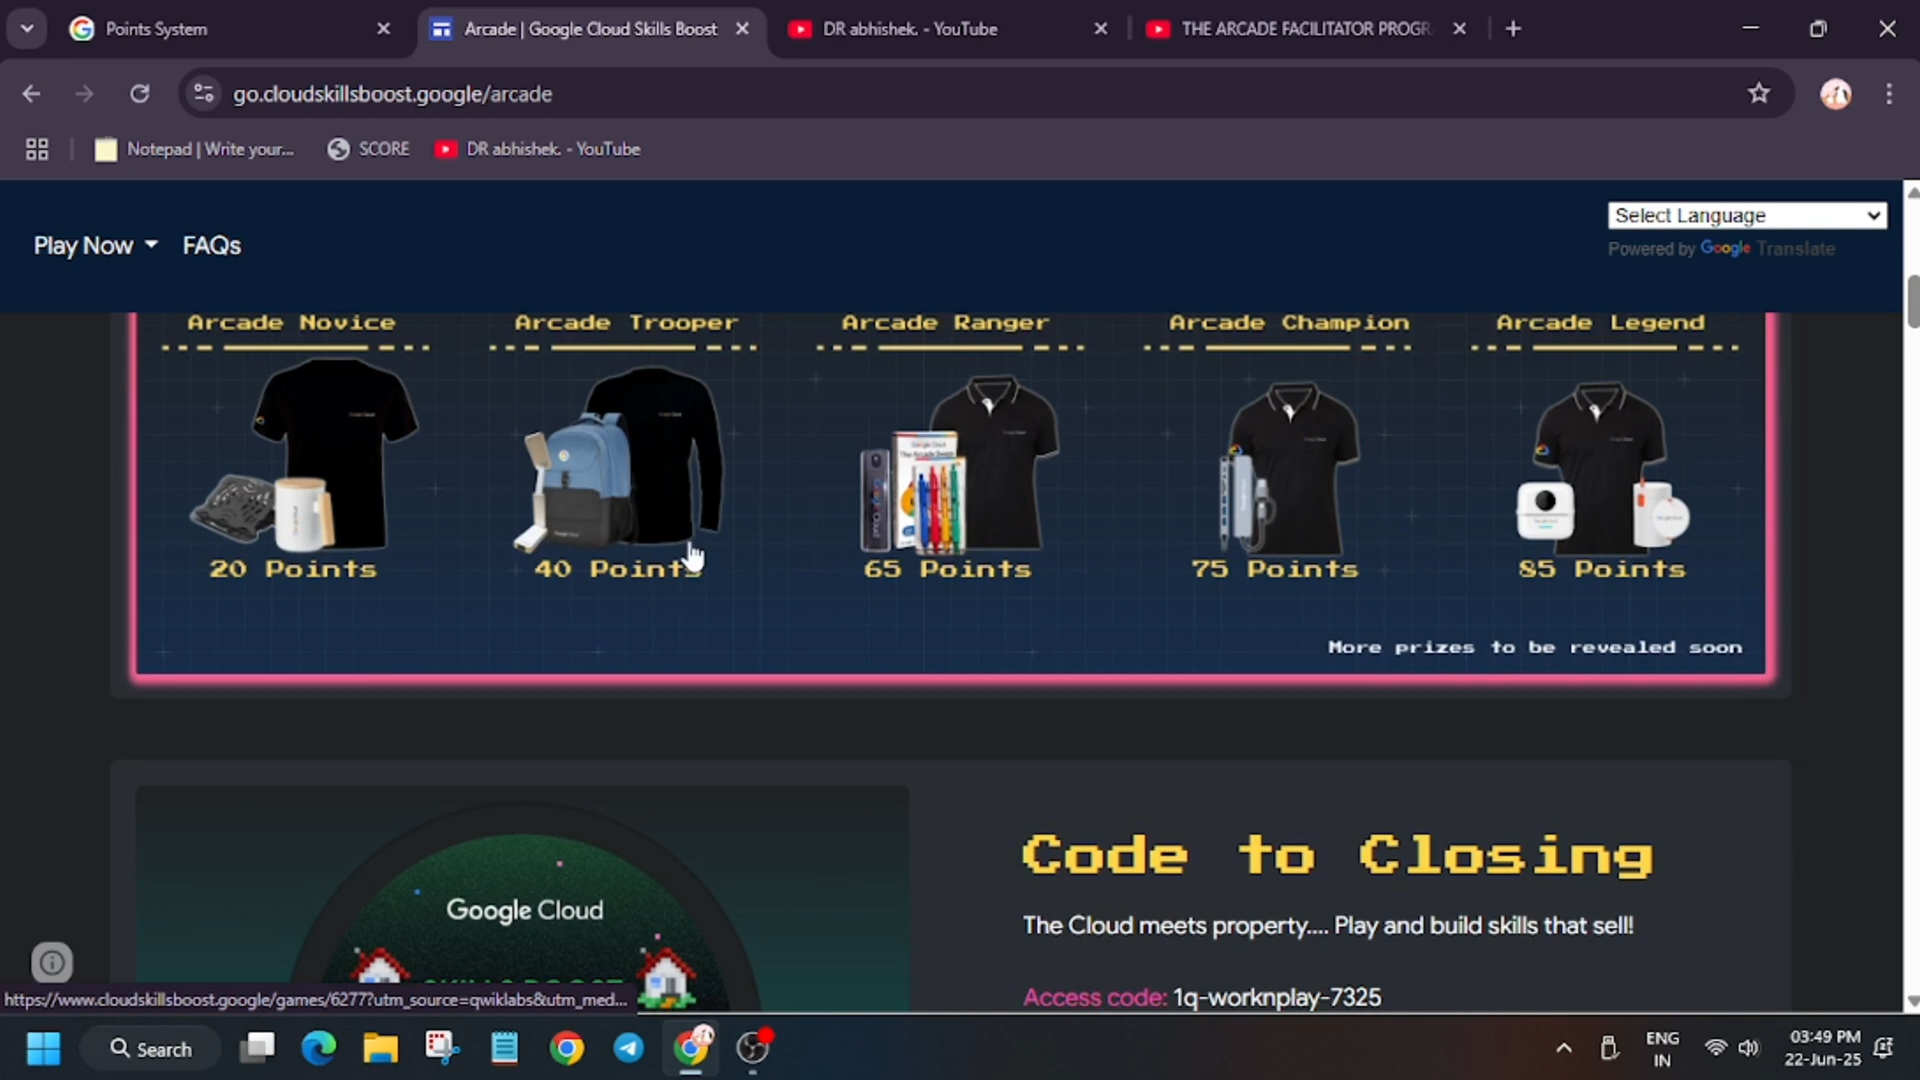 Points System
Arcade | Google Cloud Skills Boost
DR abhishek. - YouTube
THE ARCADE FACILITATOR PROGR
go.cloudskillsboost.google/arcade
Notepad | Write your...
SCORE
DR abhishek. - YouTube
Play Now
FAQs
Select Language
Powered by Google Translate
Arcade Novice
Arcade Trooper
Arcade Ranger
Arcade Champion
Arcade Legend
20 Points
40 Points
65 Points
75 Points
85 Points
More prizes to be revealed soon
Google Cloud
SKILLS BOOST
Code to Closing
The Cloud meets property.... Play and build skills that sell!
Access code: 1q-worknplay-7325
https://www.cloudskillsboost.google/games/6277?utm_source=qwiklabs&utm_med...
Search
ENG
IN
03:49 PM
22-Jun-25